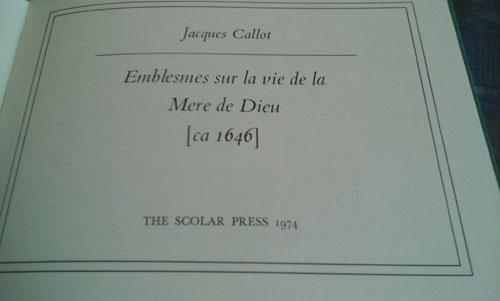 Jacques Callot
Emblesmes sur la vie de la
Mere de Dieu
[ca 1646]
THE SCOLAR PRESS 1974